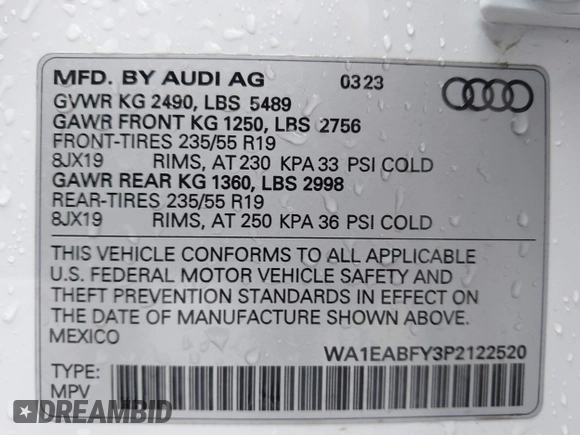 MFD. BY AUDI AG 0323
GVWR KG 2490, LBS 5489
GAWR FRONT KG 1250, LBS 2756
FRONT-TIRES 235/55 R19
8JX19 RIMS, AT 230 KPA 33 PSI COLD
GAWR REAR KG 1360, LBS 2998
REAR-TIRES 235/55 R19
8JX19 RIMS, AT 250 KPA 36 PSI COLD
THIS VEHICLE CONFORMS TO ALL APPLICABLE
U.S. FEDERAL MOTOR VEHICLE SAFETY AND
THEFT PREVENTION STANDARDS IN EFFECT ON
THE DATE OF MANUFACTURE SHOWN ABOVE.
MEXICO
WA1EABFY3P2122520
TYPE:
MPV
DREAMBID